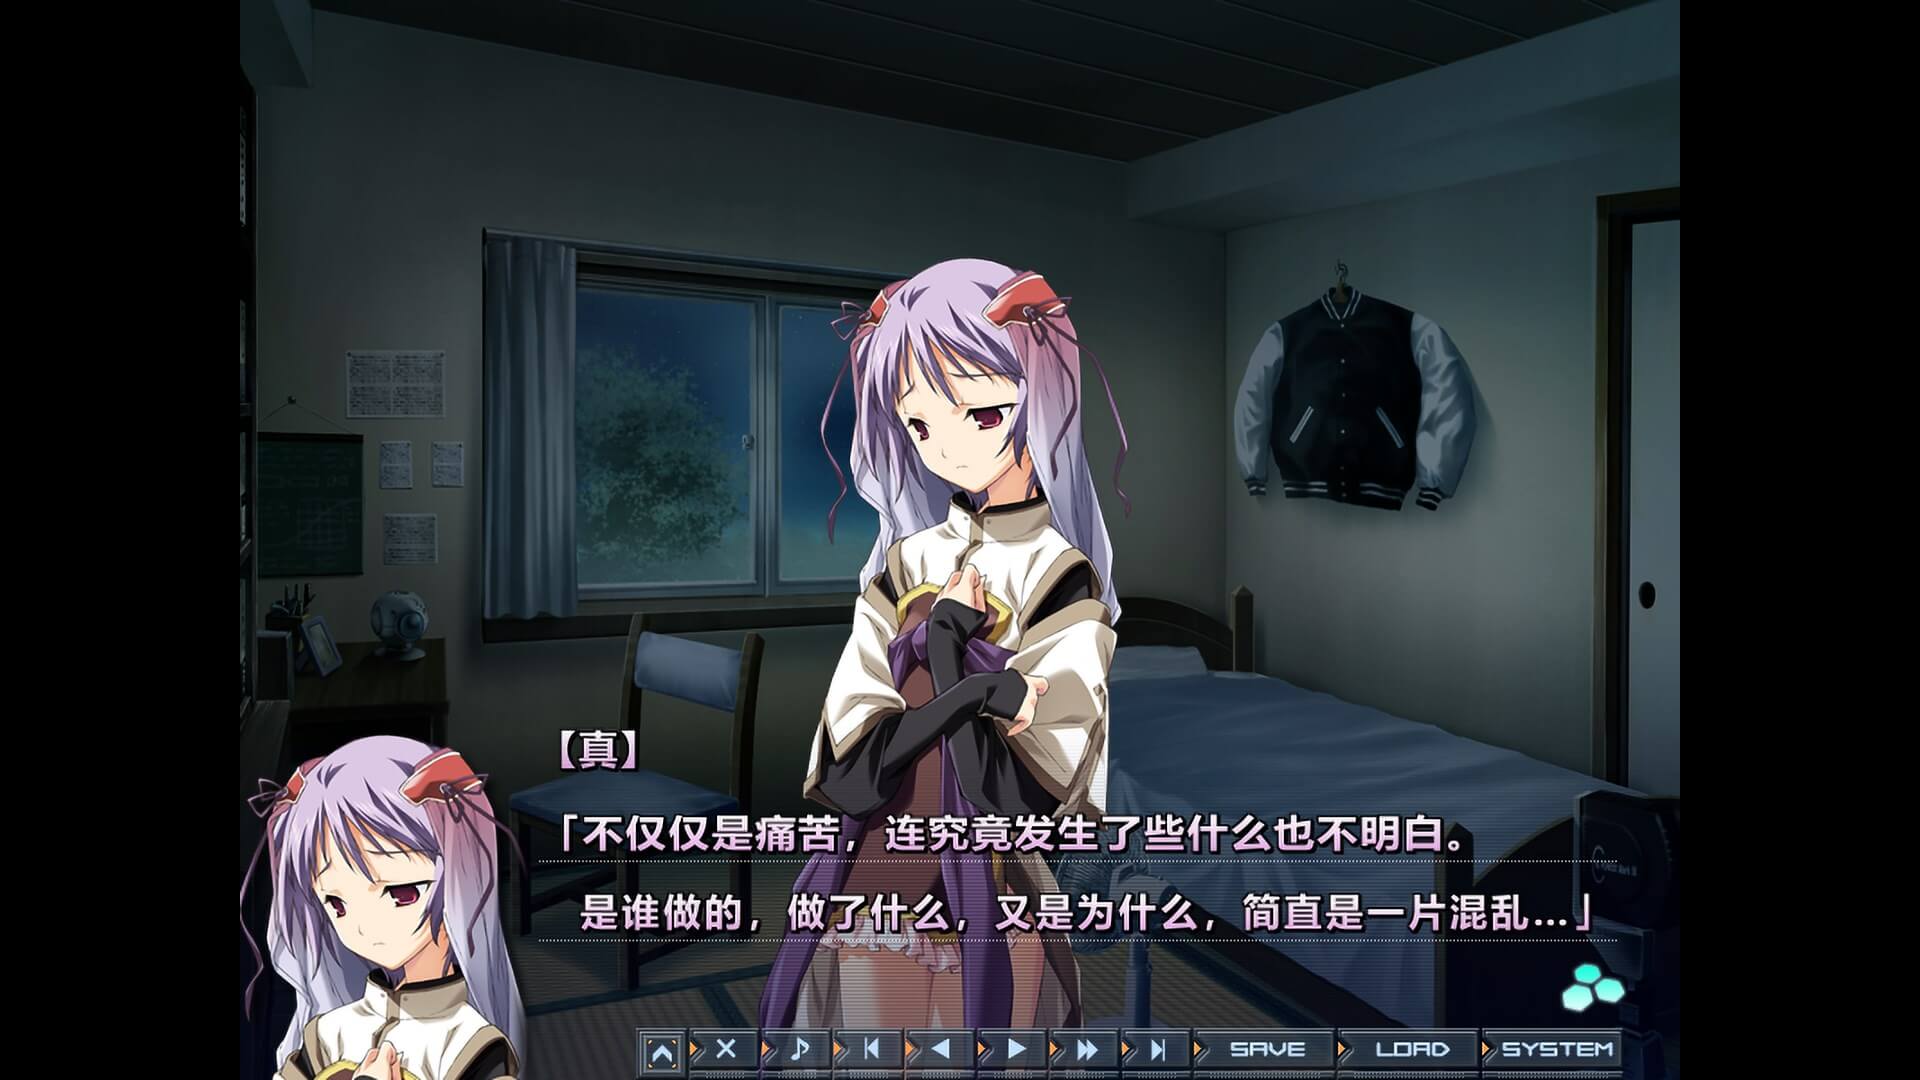 【真】
「不仅仅是痛苦，连究竟发生了些什么也不明白。
是谁做的，做了什么，又是为什么，简直是一片混乱…」
SAVE
LOAD
SYSTEM